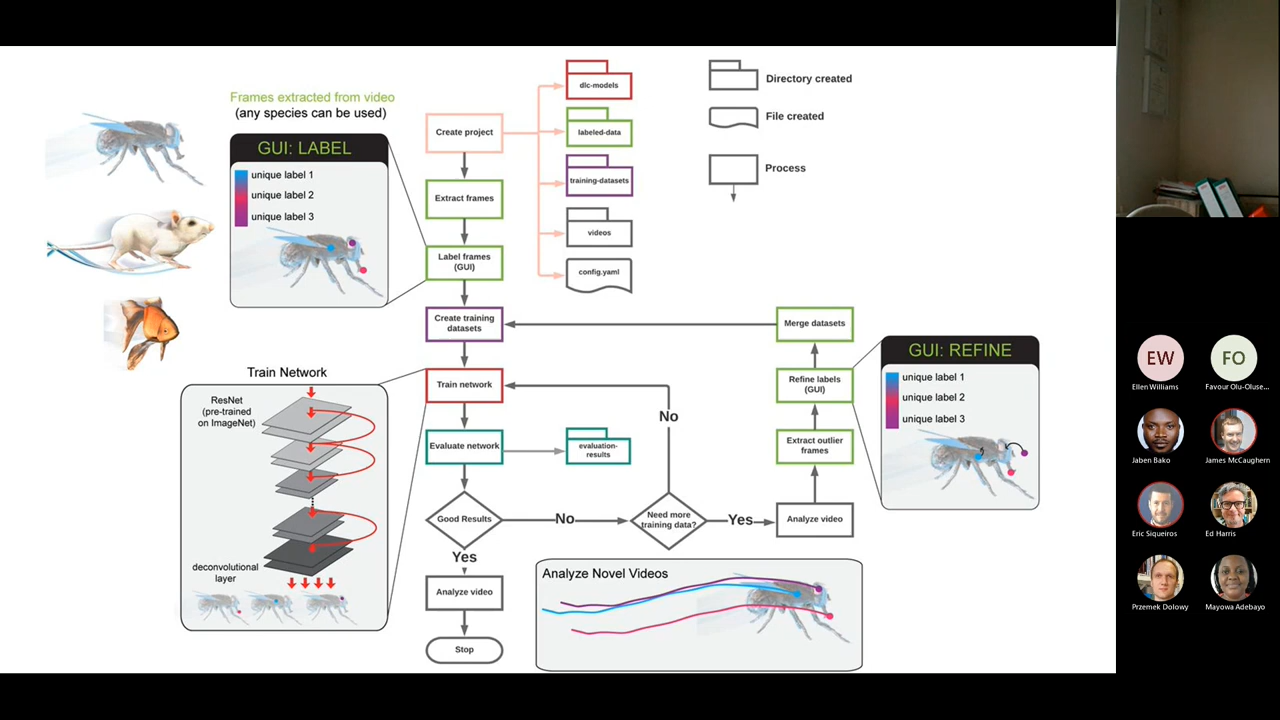 Frames extracted from video
(any species can be used)
GUI: LABEL
unique label 1
unique label 2
unique label 3
Create project
Extract frames
Label frames
(GUI)
Create training
datasets
Train network
Evaluate network
Good Results
Yes
Analyze video
Stop
dlc-models
labeled-data
training-datasets
videos
config.yaml
Directory created
File created
Process
Train Network
ResNet
(pre-trained
on ImageNet)
deconvolutional
layer
evaluation-
results
No
Need more
training data?
No
Yes
Analyze video
Extract outlier
frames
Refine labels
(GUI)
Merge datasets
GUI: REFINE
unique label 1
unique label 2
unique label 3
Analyze Novel Videos
EW
FO
Ellen Williams
Favour Olu-Oluse...
Jaben Bako
James McCaughern
Eric Siqueiros
Ed Harris
Przemek Dolowy
Mayowa Adebayo